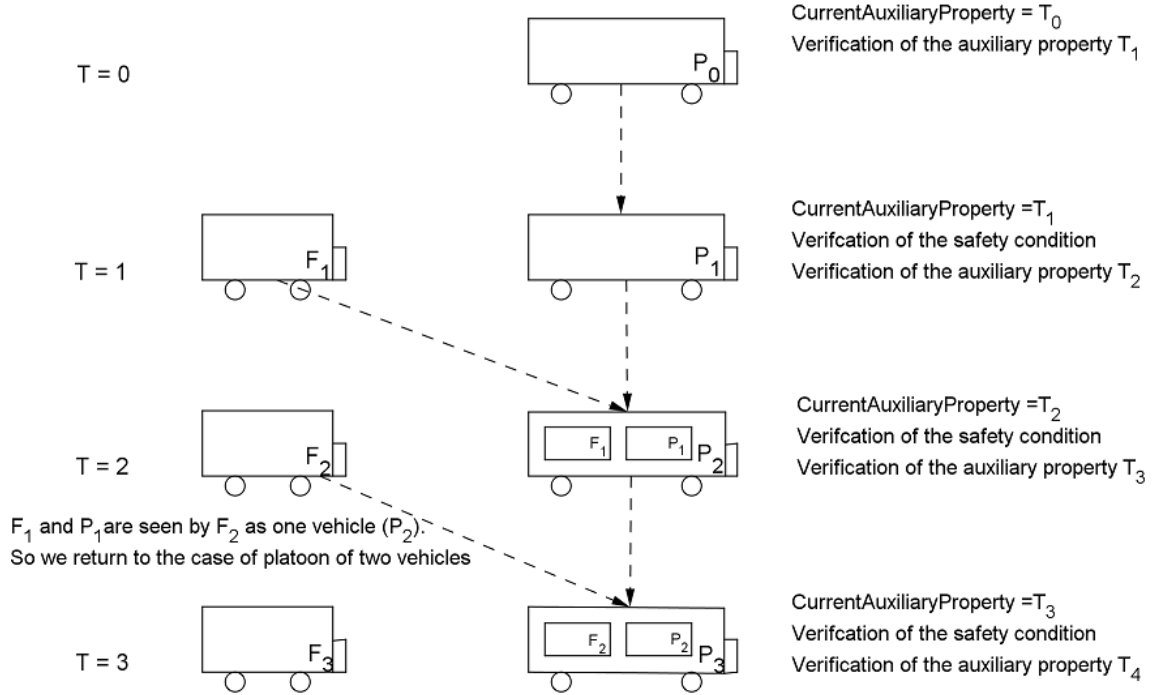 CurrentAuxiliaryProperty = T0
Verification of the auxiliary property T1
T = 0
P0
CurrentAuxiliaryProperty =T1
Verifcation of the safety condition
Verification of the auxiliary property T2
T = 1
F1
P1
CurrentAuxiliaryProperty =T2
Verifcation of the safety condition
Verification of the auxiliary property T3
T = 2
F2
F1
P1
P2
F1 and P1are seen by F2 as one vehicle (P2).
So we return to the case of platoon of two vehicles
CurrentAuxiliaryProperty =T3
Verifcation of the safety condition
Verification of the auxiliary property T4
T = 3
F3
F2
P2
P3